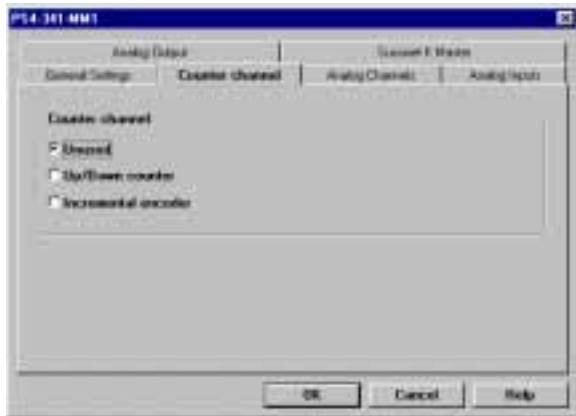 PS4-341-MM1
Analog Output
Suconet K Master
General Settings
Counter channel
Analog Channels
Analog Inputs
Counter channel
Unused
Up/Down counter
Incremental encoder
OK
Cancel
Help